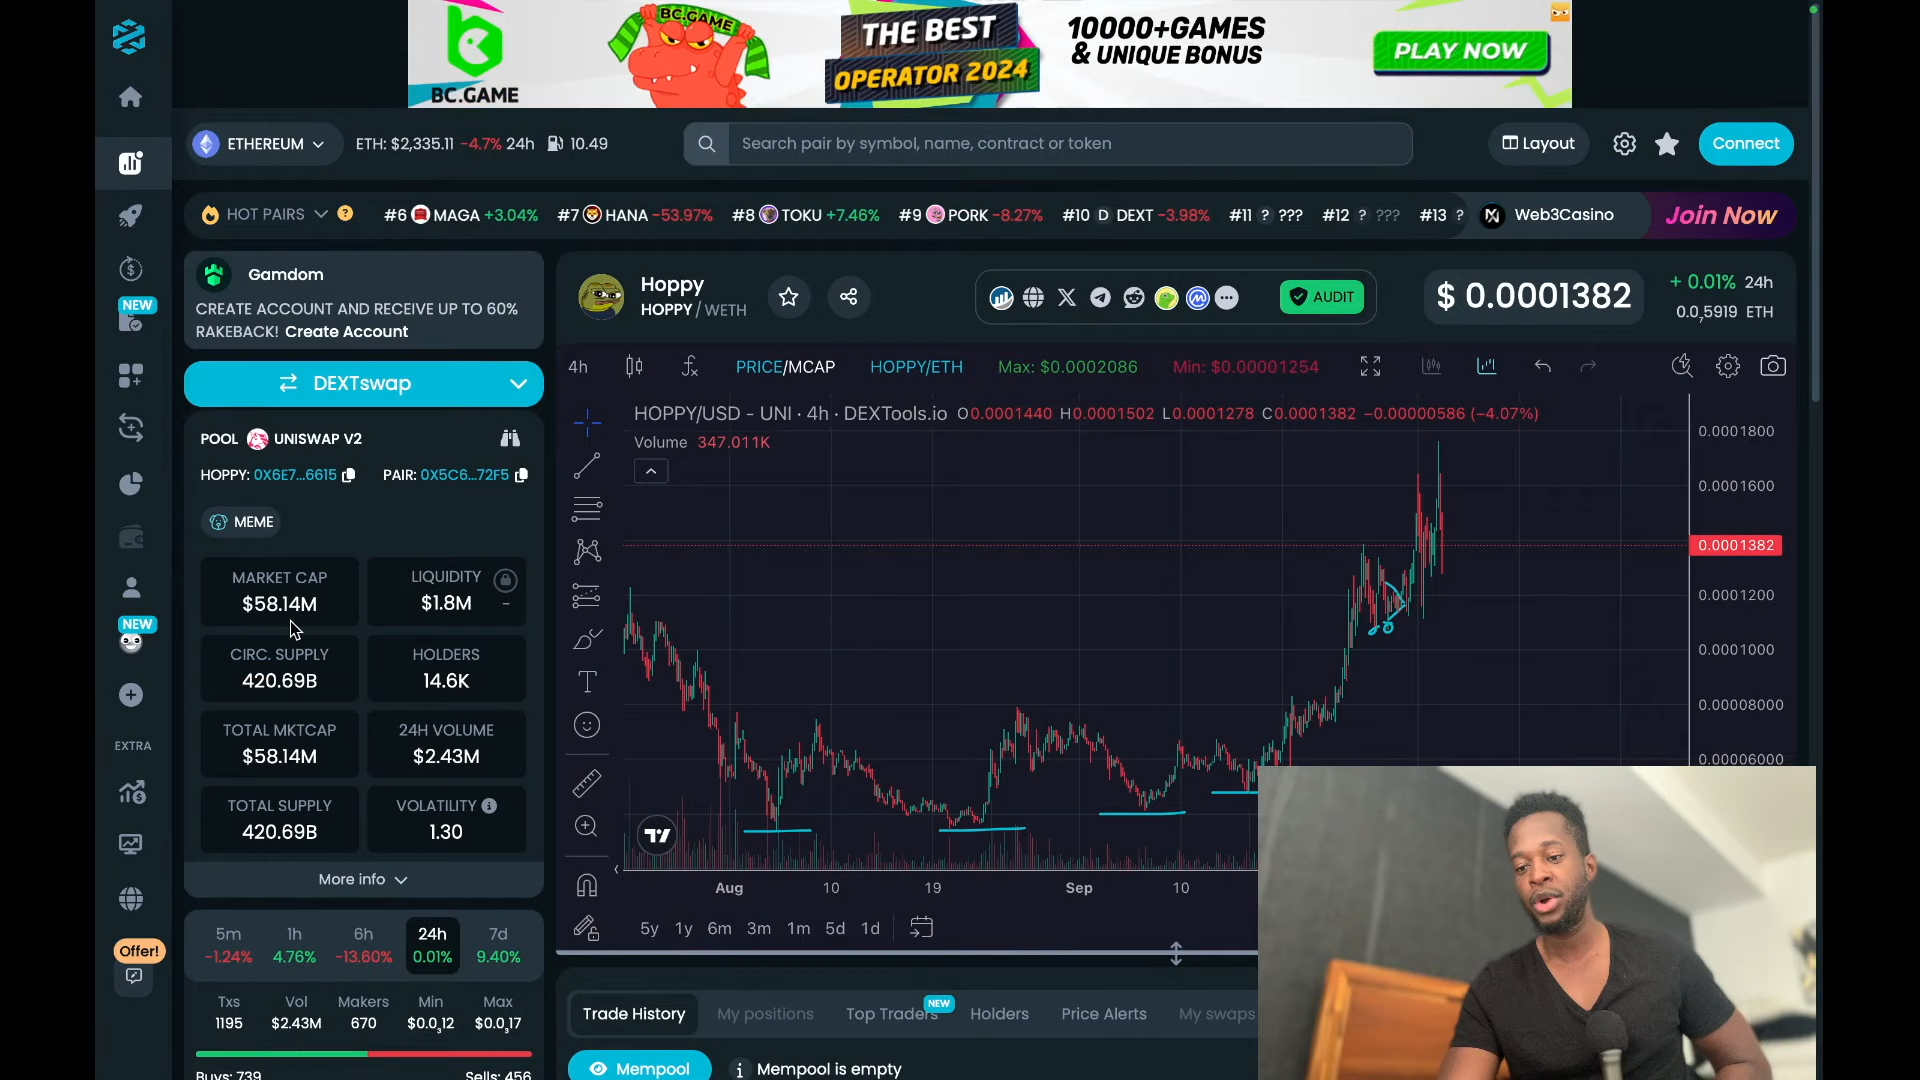 BC.GAME
BC.GAME
THE BEST
OPERATOR 2024
10000+GAMES
& UNIQUE BONUS
PLAY NOW
ETHEREUM
ETH: $2,335.11 -4.7% 24h
10.49
Search pair by symbol, name, contract or token
Layout
Connect
HOT PAIRS
?
#6 MAGA +3.04%
#7 HANA -53.97%
#8 TOKU +7.46%
#9 PORK -8.27%
#10 D DEXT -3.98%
#11 ? ???
#12 ? ???
#13 ?
Web3Casino
Join Now
NEW
NEW
EXTRA
Offer!
Gamdom
CREATE ACCOUNT AND RECEIVE UP TO 60%
RAKEBACK! Create Account
DEXTswap
POOL UNISWAP V2
HOPPY: 0X6E7...6615
PAIR: 0X5C6...72F5
MEME
MARKET CAP
$58.14M
LIQUIDITY
$1.8M
-
CIRC. SUPPLY
420.69B
HOLDERS
14.6K
TOTAL MKTCAP
$58.14M
24H VOLUME
$2.43M
TOTAL SUPPLY
420.69B
VOLATILITY
1.30
More info
5m
-1.24%
1h
4.76%
6h
-13.60%
24h
0.01%
7d
9.40%
Txs
1195
Vol
$2.43M
Makers
670
Min
$0.0₃12
Max
$0.0₃17
Buys: 739
Sells: 456
Hoppy
HOPPY / WETH
AUDIT
$ 0.0001382
+ 0.01% 24h
0.0₇5919 ETH
4h
PRICE/MCAP
HOPPY/ETH
Max: $0.0002086
Min: $0.00001254
HOPPY/USD - UNI · 4h · DEXTools.io O0.0001440 H0.0001502 L0.0001278 C0.0001382 −0.00000586 (−4.07%)
Volume 347.011K
0.0001800
0.0001600
0.0001382
0.0001200
0.0001000
0.00008000
0.00006000
Aug
10
19
Sep
10
5y
1y
6m
3m
1m
5d
1d
Trade History
My positions
Top Traders
NEW
Holders
Price Alerts
My swaps
Mempool
Mempool is empty